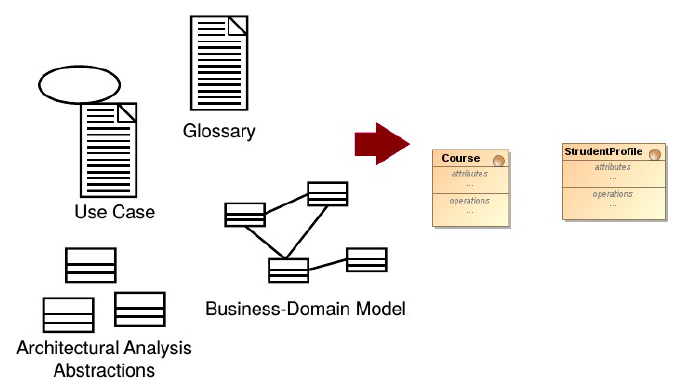 Glossary
Use Case
Business-Domain Model
Architectural Analysis
Abstractions
Course
attributes
...
operations
...
StrudentProfile
attributes
...
operations
...